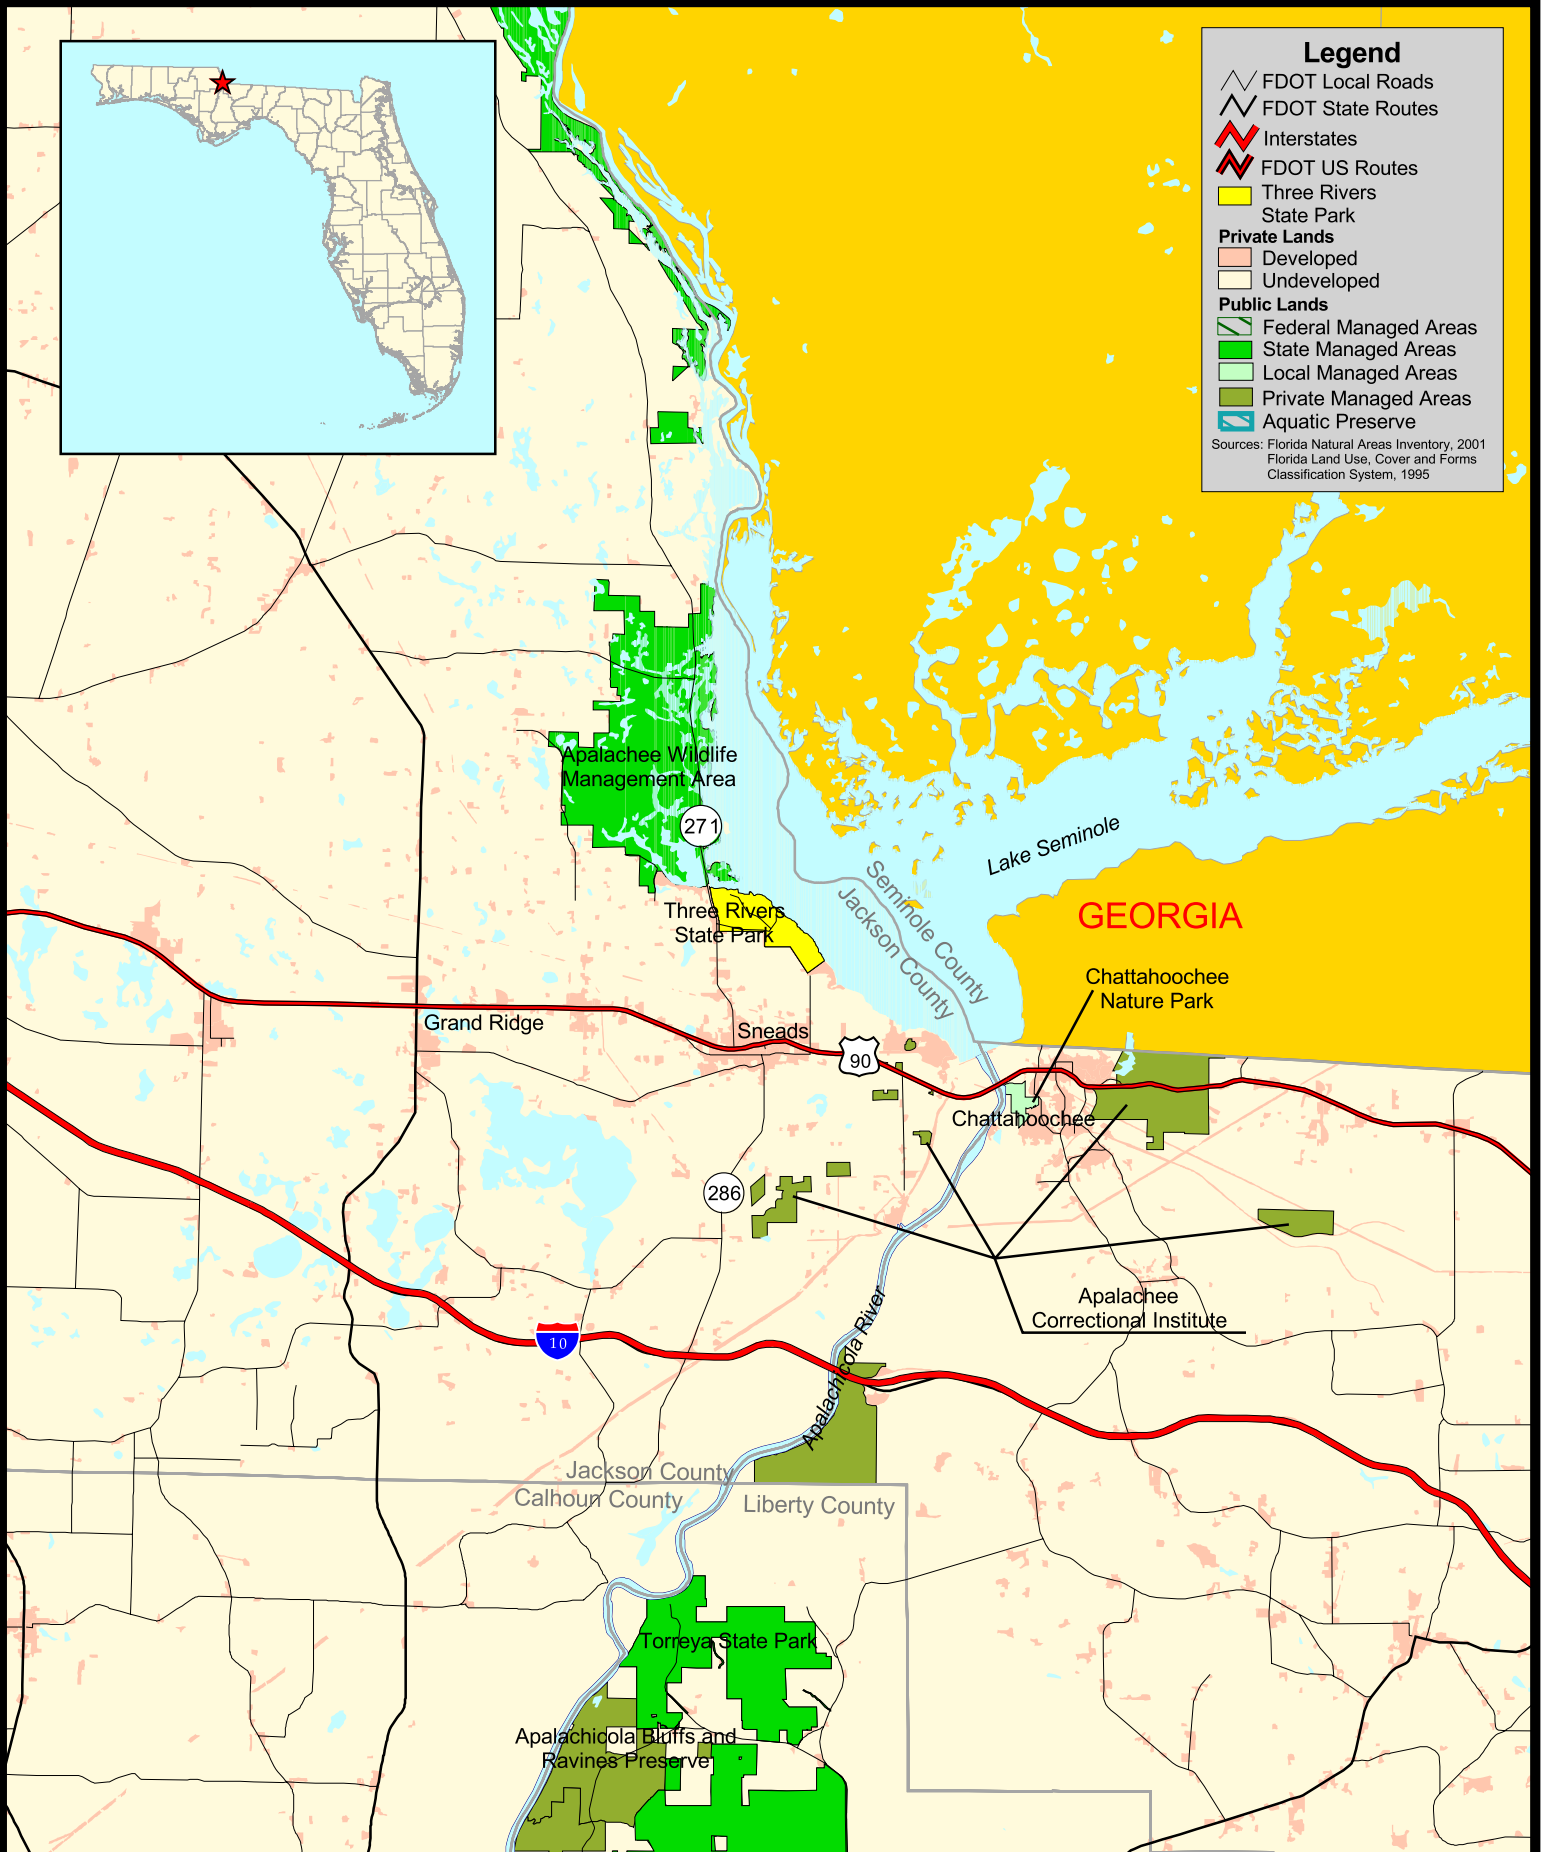 Legend
FDOT Local Roads
FDOT State Routes
Interstates
FDOT US Routes
Three Rivers
State Park
Private Lands
Developed
Undeveloped
Public Lands
Federal Managed Areas
State Managed Areas
Local Managed Areas
Private Managed Areas
Aquatic Preserve
Sources: Florida Natural Areas Inventory, 2001
Florida Land Use, Cover and Forms
Classification System, 1995
Apalachee Wildlife
Management Area
271
Lake Seminole
Seminole County
Jackson County
Three Rivers
State Park
GEORGIA
Chattahoochee
Nature Park
Grand Ridge
Sneads
90
Chattahoochee
286
Apalachee
Correctional Institute
10
Apalachicola River
Jackson County
Calhoun County
Liberty County
Torreya State Park
Apalachicola Bluffs and
Ravines Preserve